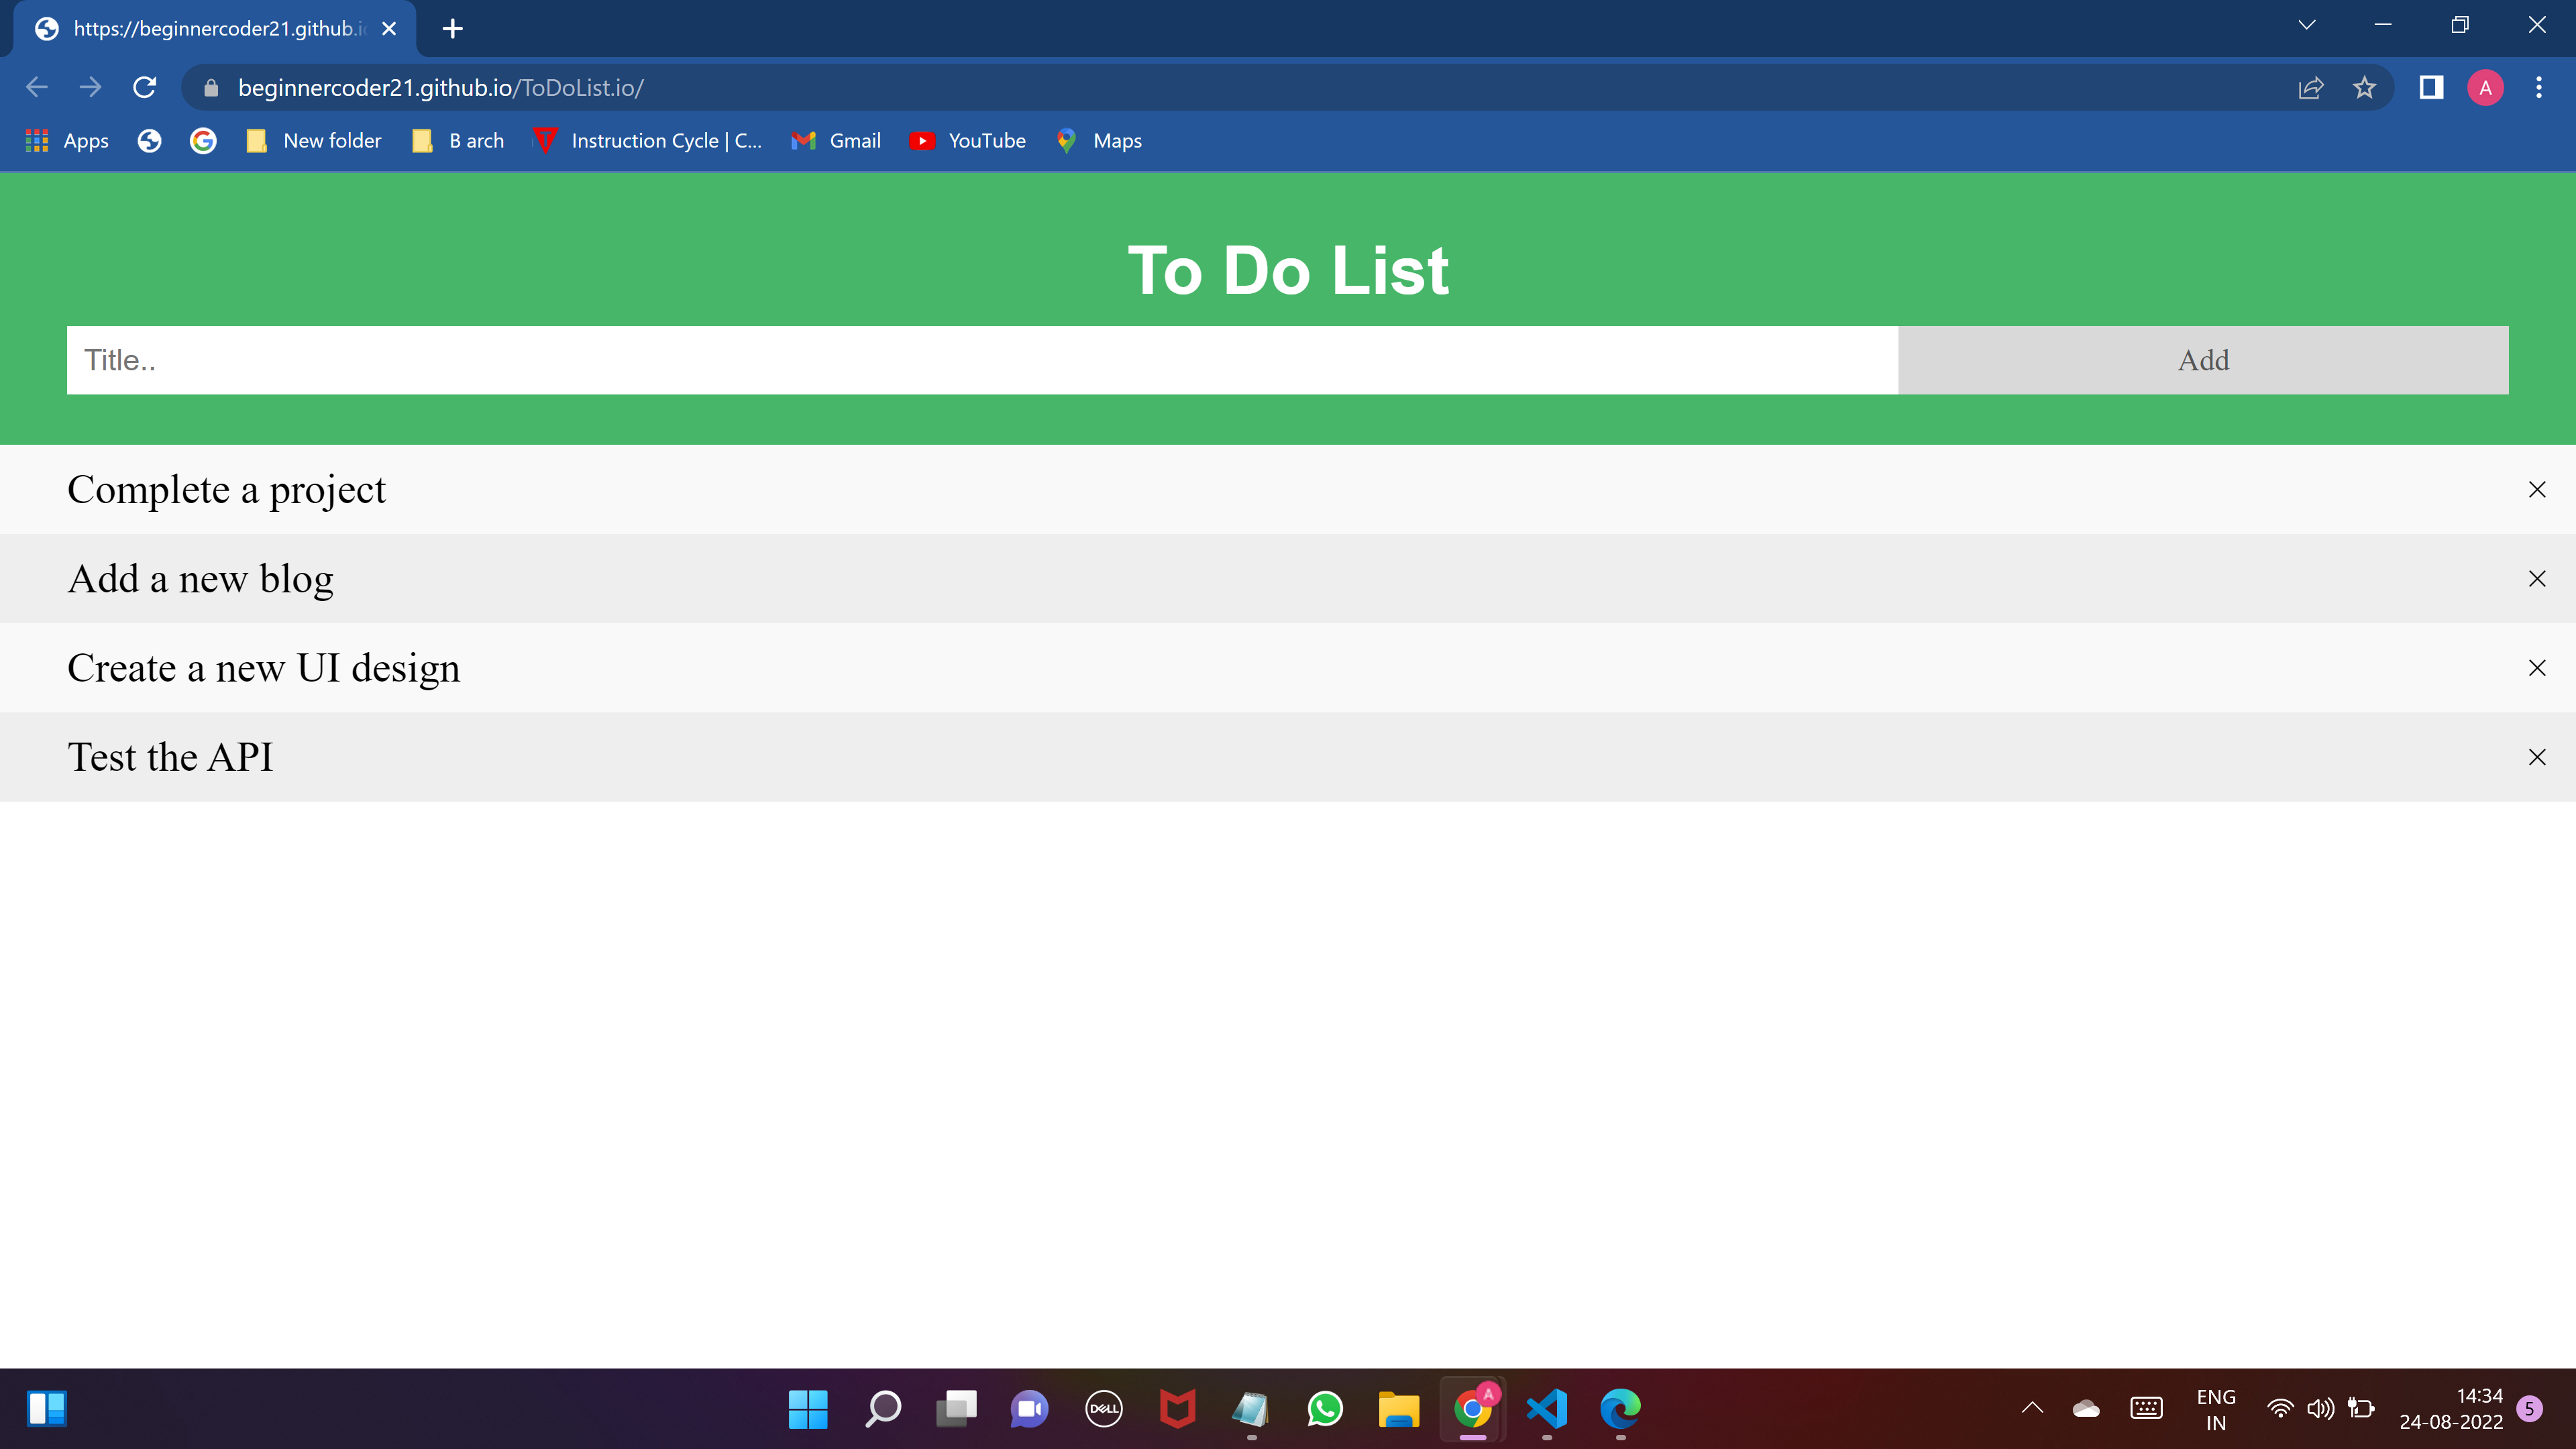 https://beginnercoder21.github.i
beginnercoder21.github.io/ToDoList.io/
A
Apps
New folder
B arch
Instruction Cycle | C...
Gmail
YouTube
Maps
To Do List
Title..
Add
Complete a project
Add a new blog
Create a new UI design
Test the API
DELL
A
ENG
IN
14:34
24-08-2022
5